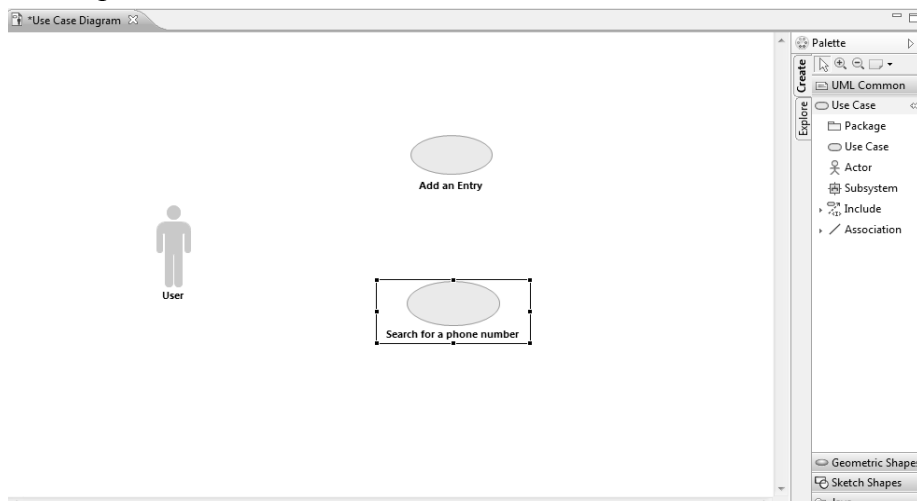 *Use Case Diagram
Palette
Create
Explore
UML Common
Use Case
Package
Use Case
Actor
Subsystem
Include
Association
Add an Entry
User
Search for a phone number
Geometric Shapes
Sketch Shapes